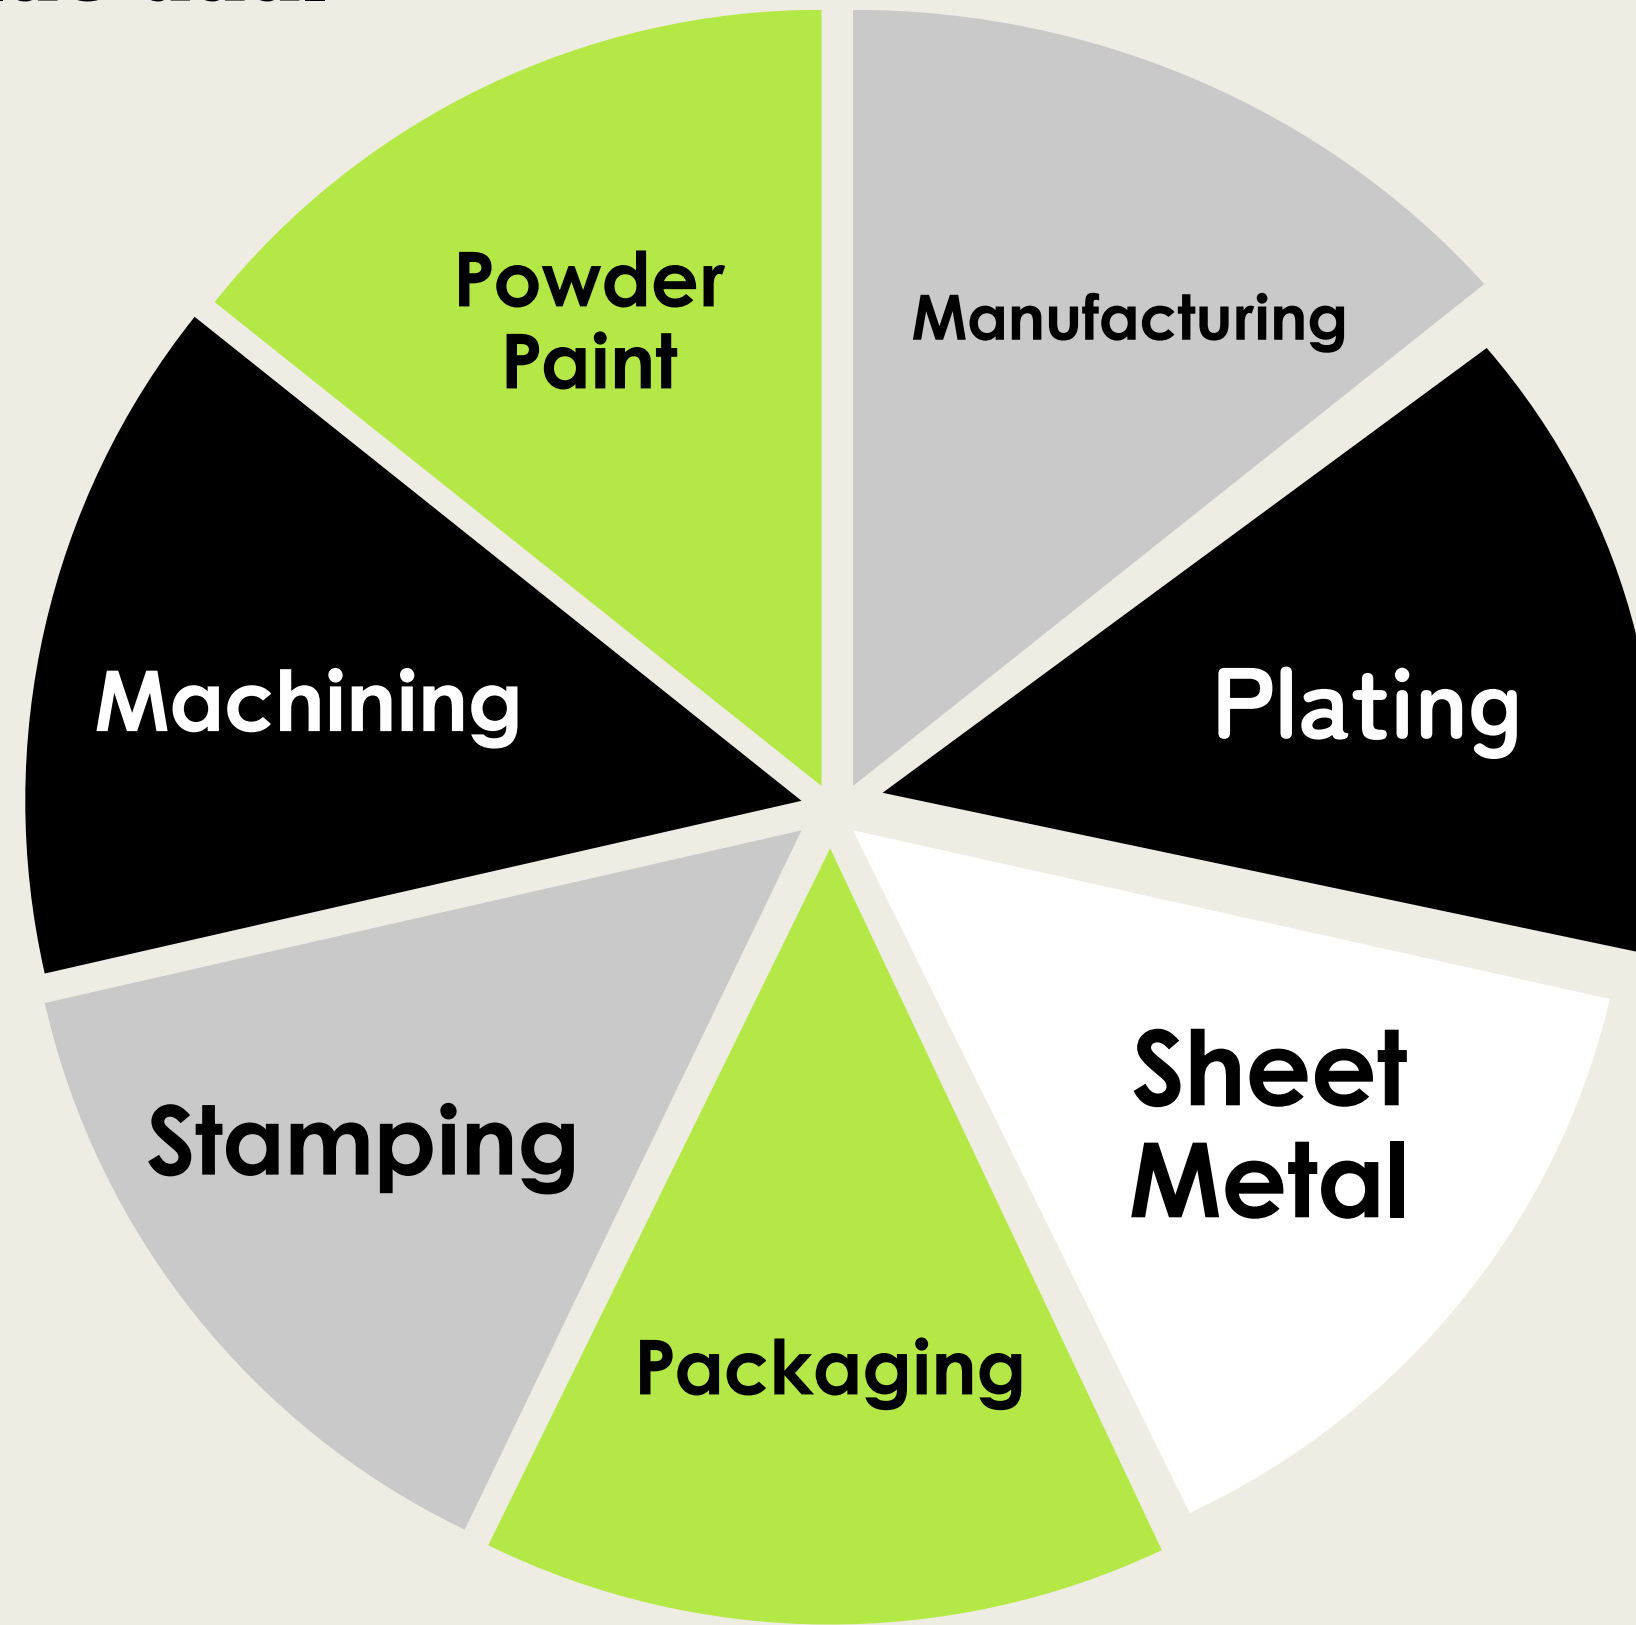 Powder
Paint
Manufacturing
Machining
Plating
Sheet
Metal
Stamping
Packaging